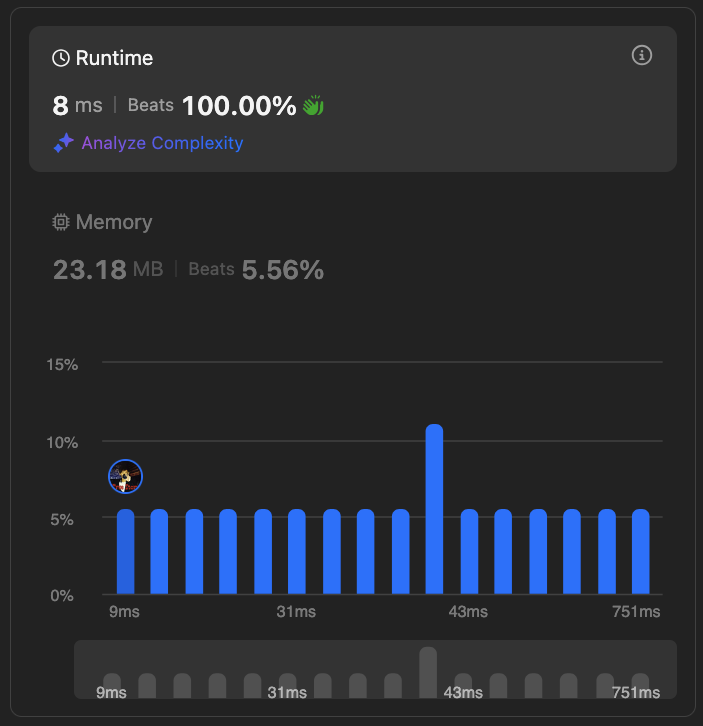 Runtime
8 ms | Beats 100.00%
Analyze Complexity
Memory
23.18 MB | Beats 5.56%
15%
10%
5%
0%
9ms 31ms 43ms 751ms
9ms 31ms 43ms 751ms